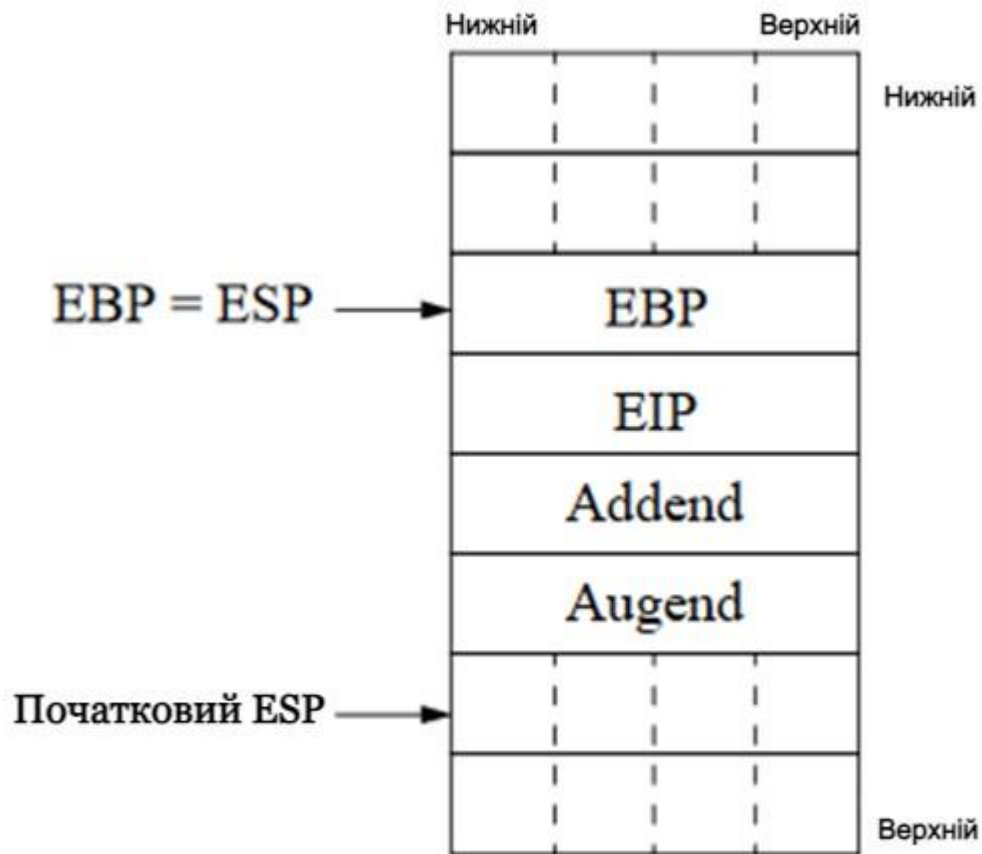 Нижній Верхній
Нижній
EBP = ESP EBP
EIP
Addend
Augend
Початковий ESP
Верхній